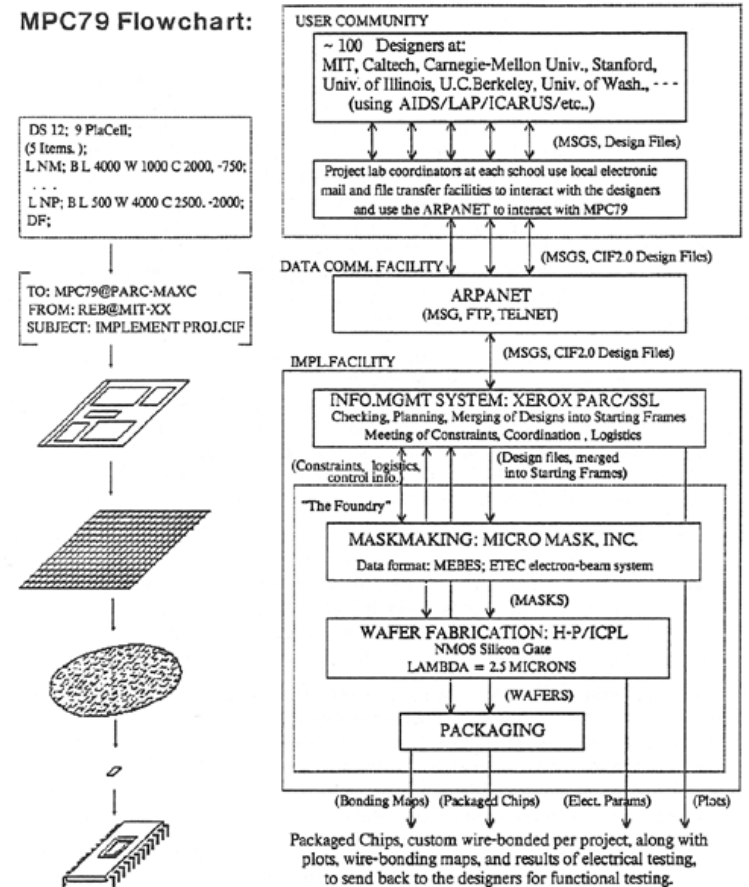 MPC79 Flowchart:
DS 12; 9 PlaCell;
(5 Items. );
L NM; B L 4000 W 1000 C 2000, -750;
. . .
L NP; B L 500 W 4000 C 2500. -2000;
DF;
TO: MPC79@PARC-MAXC
FROM: REB@MIT-XX
SUBJECT: IMPLEMENT PROJ.CIF
USER COMMUNITY
~ 100 Designers at:
MIT, Caltech, Carnegie-Mellon Univ., Stanford,
Univ. of Illinois, U.C.Berkeley, Univ. of Wash., - - -
(using AIDS/LAP/ICARUS/etc..)
(MSGS, Design Files)
Project lab coordinators at each school use local electronic
mail and file transfer facilities to interact with the designers
and use the ARPANET to interact with MPC79
(MSGS, CIF2.0 Design Files)
DATA COMM. FACILITY
ARPANET
(MSG, FTP, TELNET)
(MSGS, CIF2.0 Design Files)
IMPL.FACILITY
INFO.MGMT SYSTEM: XEROX PARC/SSL
Checking, Planning, Merging of Designs into Starting Frames
Meeting of Constraints, Coordination , Logistics
(Constraints, logistics,
control info.)
(Design files, merged
into Starting Frames)
"The Foundry"
MASKMAKING: MICRO MASK, INC.
Data format: MEBES; ETEC electron-beam system
(MASKS)
WAFER FABRICATION: H-P/ICPL
NMOS Silicon Gate
LAMBDA = 2.5 MICRONS
(WAFERS)
PACKAGING
(Bonding Maps) (Packaged Chips) (Elect. Params) (Plots)
Packaged Chips, custom wire-bonded per project, along with
plots, wire-bonding maps, and results of electrical testing,
to send back to the designers for functional testing.